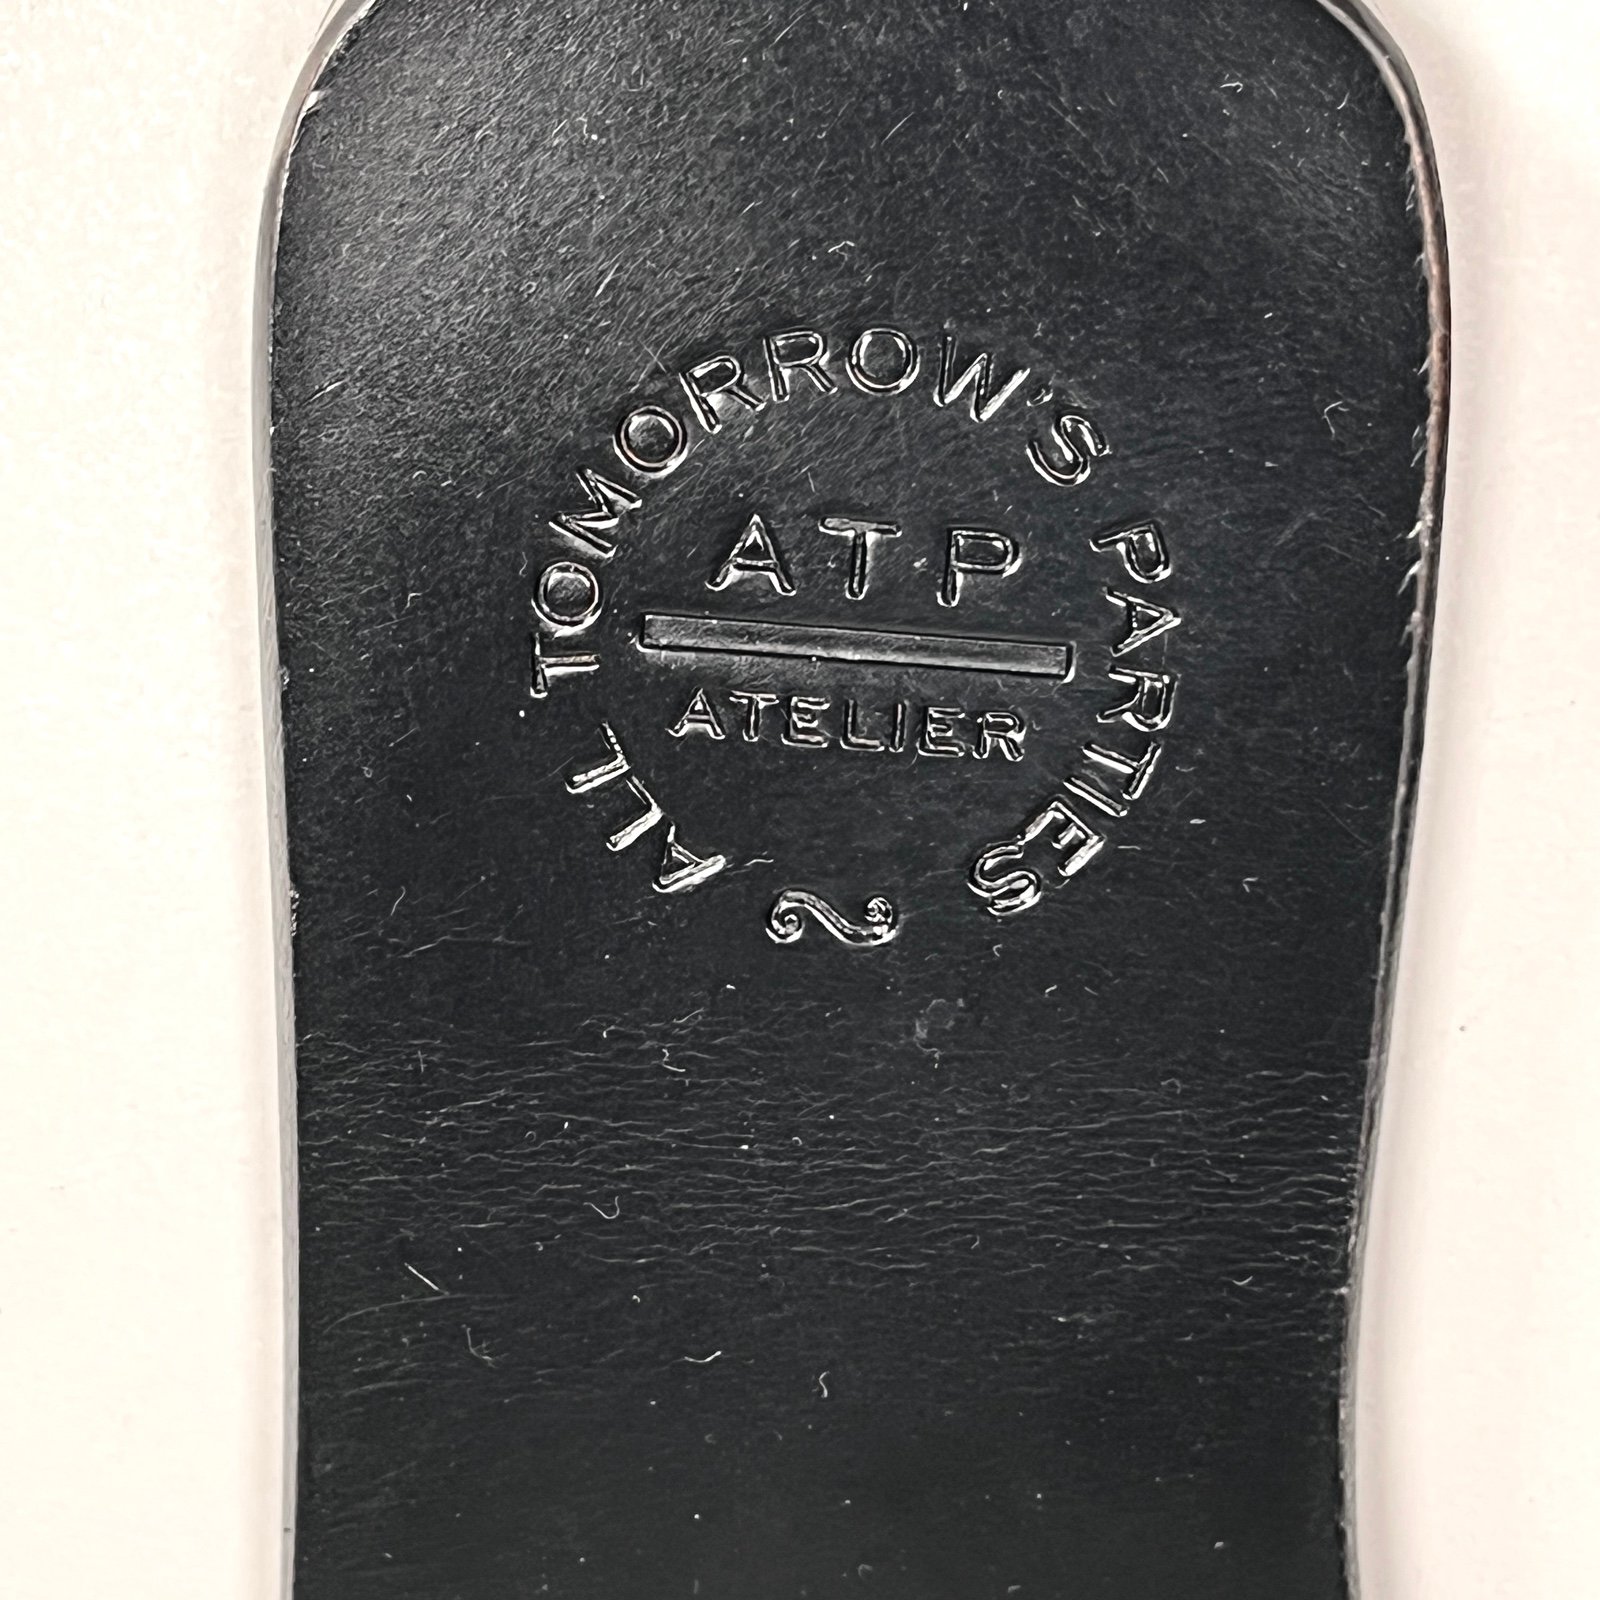 ALL TOMORROW'S PARTIES
ATP
ATELIER